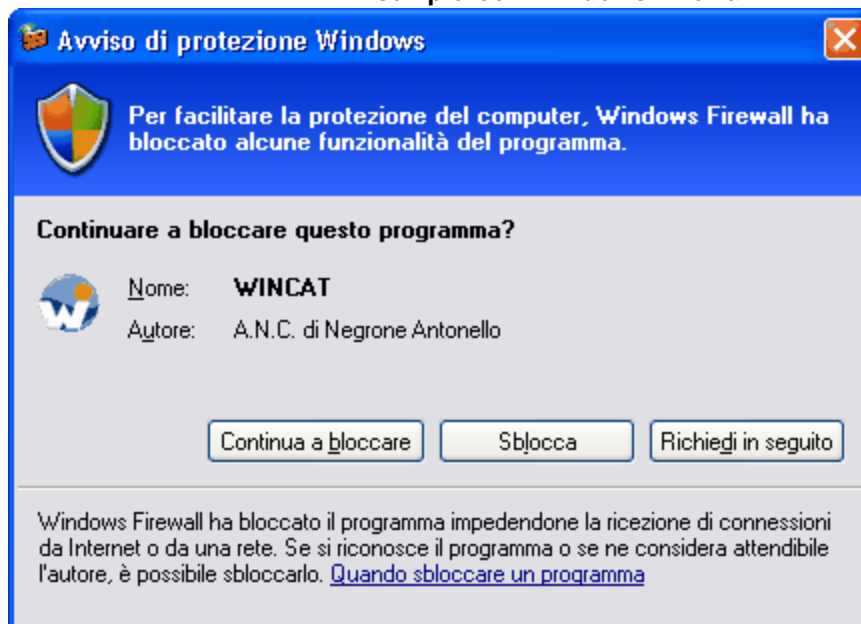 Avviso di protezione Windows
Per facilitare la protezione del computer, Windows Firewall ha
bloccato alcune funzionalità del programma.
Continuare a bloccare questo programma?
Nome: WINCAT
Autore: A.N.C. di Negrone Antonello
Continua a bloccare Sblocca Richiedi in seguito
Windows Firewall ha bloccato il programma impedendone la ricezione di connessioni
da Internet o da una rete. Se si riconosce il programma o se ne considera attendibile
l'autore, è possibile sbloccarlo. Quando sbloccare un programma